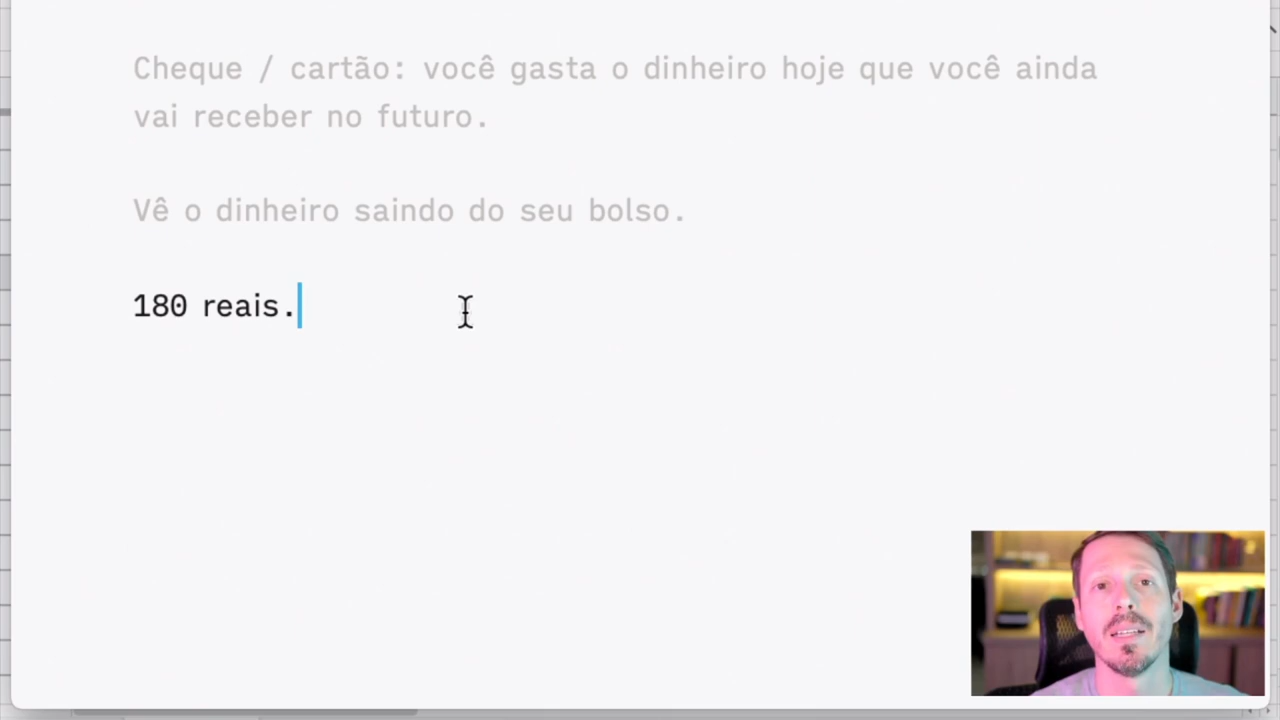 Cheque / cartão: você gasta o dinheiro hoje que você ainda
vai receber no futuro.
Vê o dinheiro saindo do seu bolso.
180 reais.